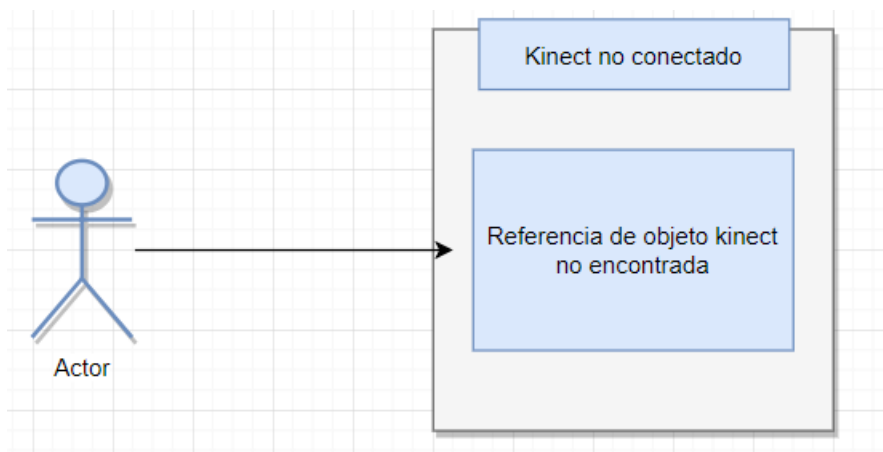 Kinect no conectado
Referencia de objeto kinect
no encontrada
Actor